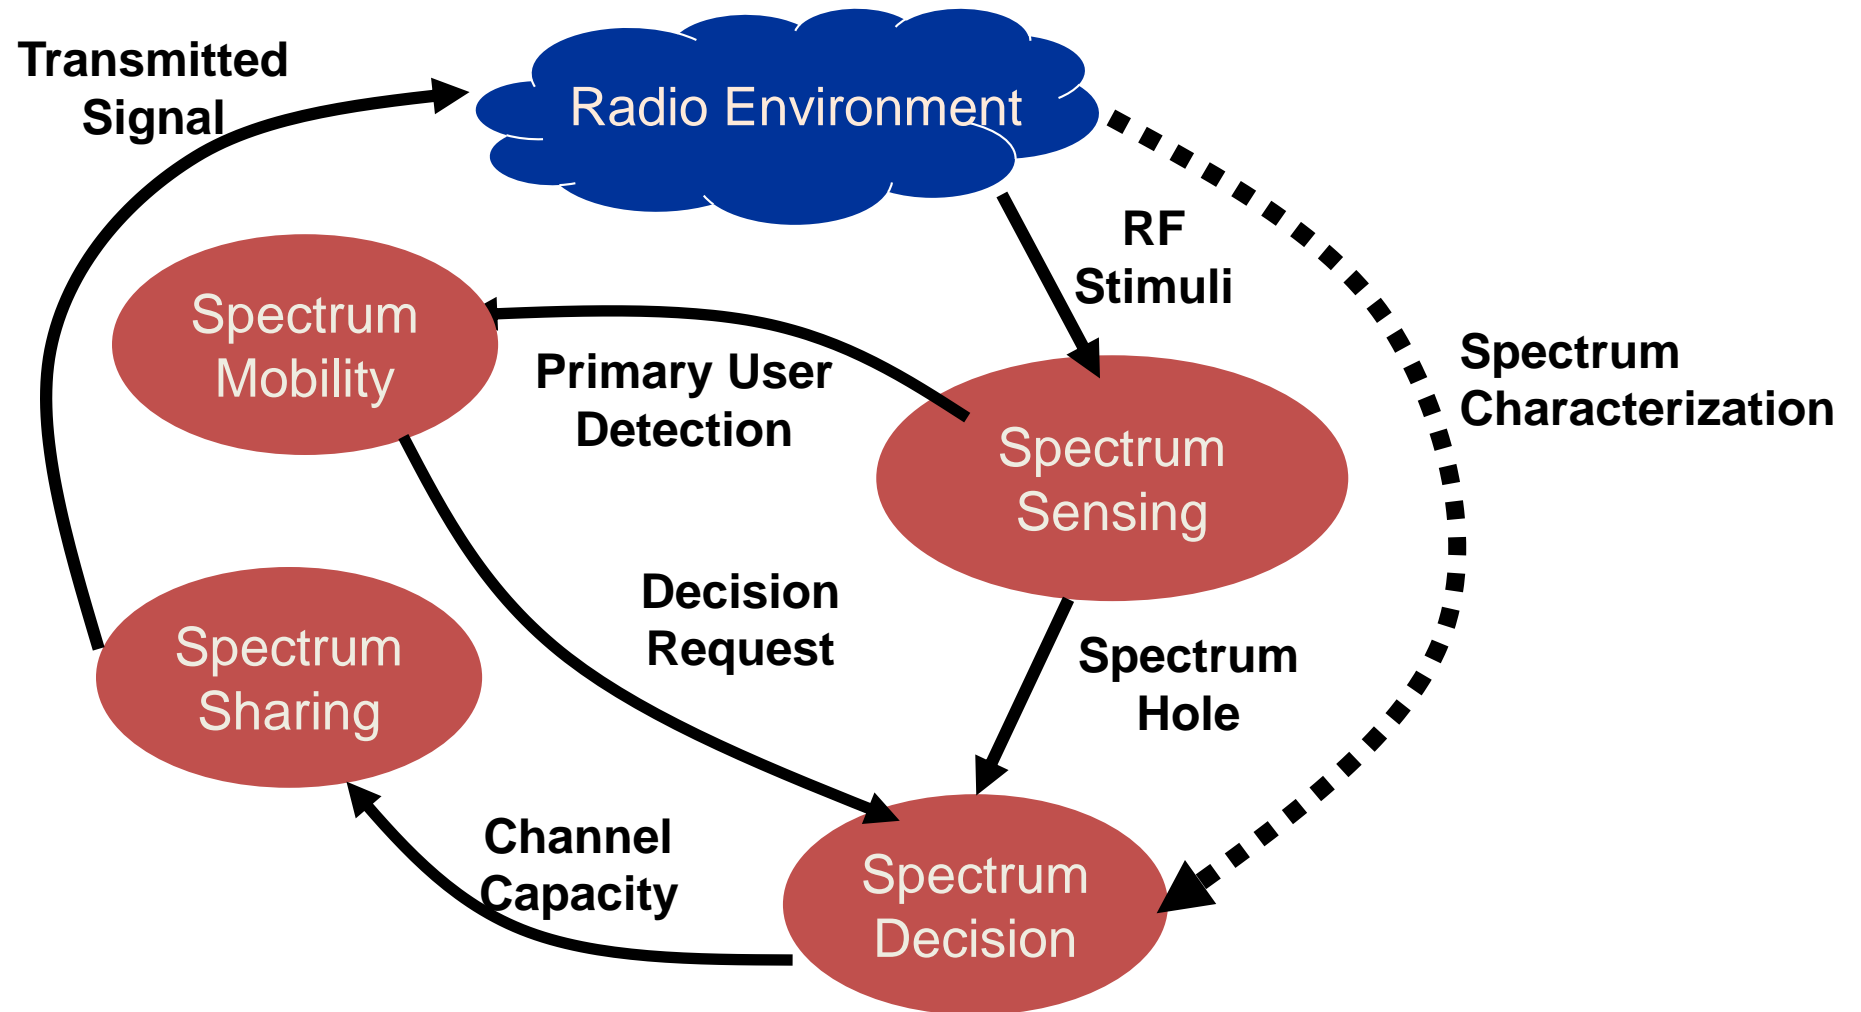 Transmitted
Signal
Radio Environment
RF
Stimuli
Spectrum
Mobility
Primary User
Detection
Spectrum
Characterization
Spectrum
Sensing
Decision
Request
Spectrum
Hole
Spectrum
Sharing
Channel
Capacity
Spectrum
Decision